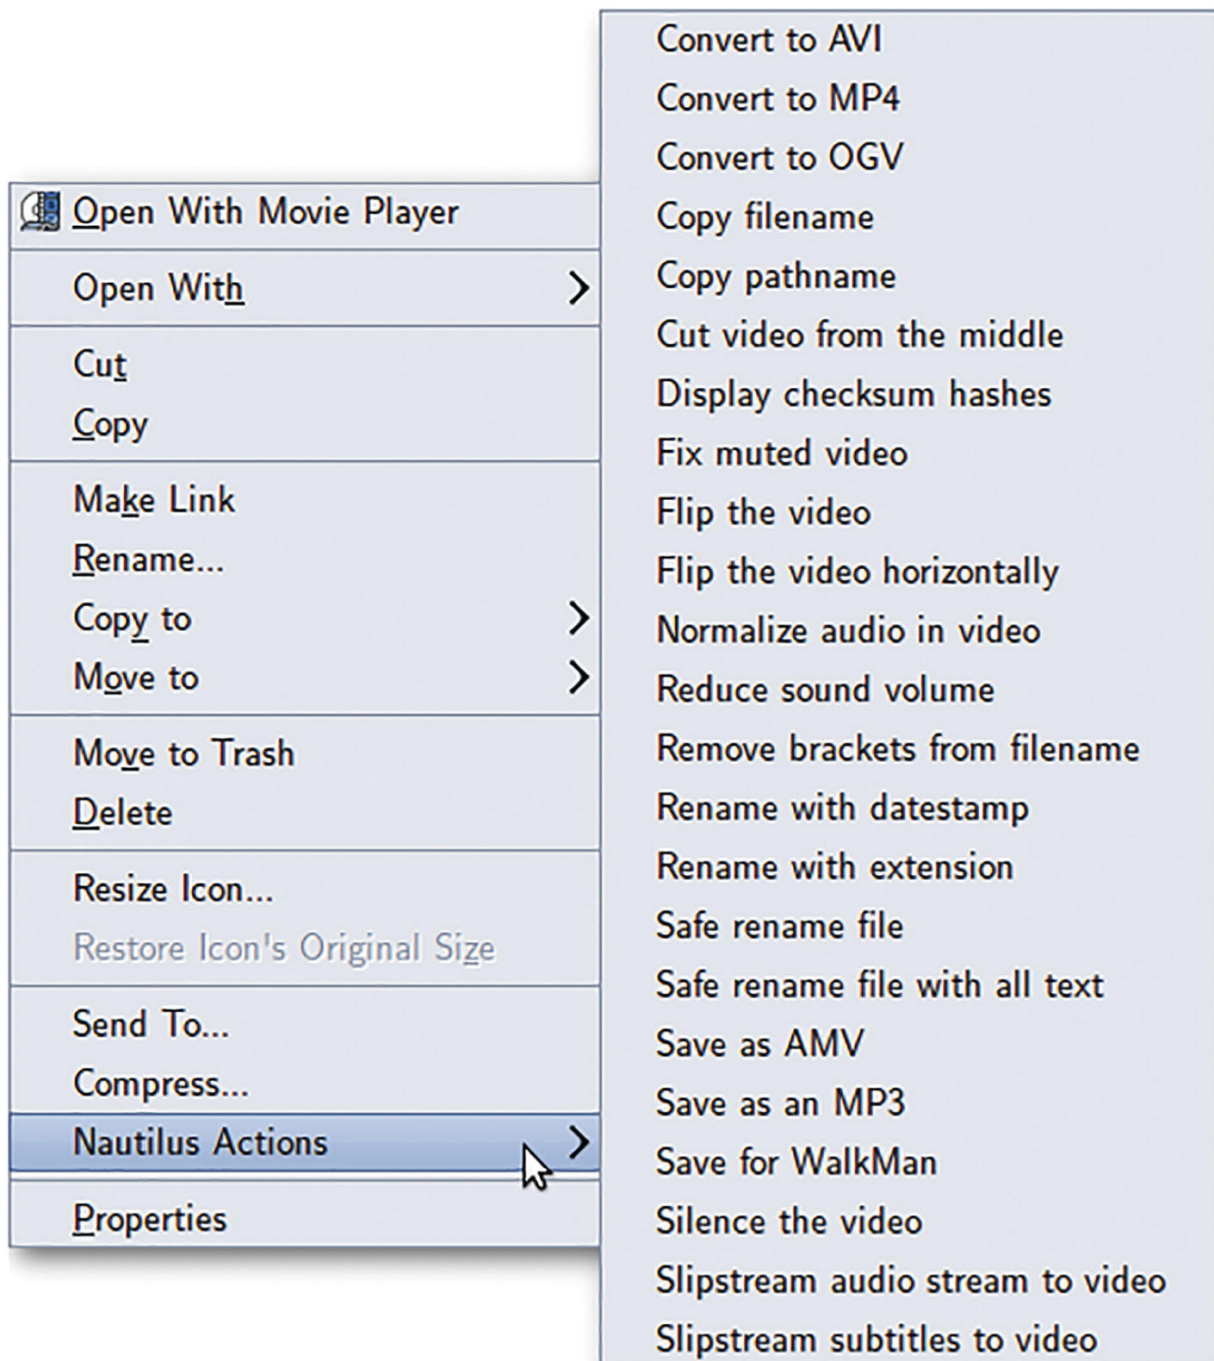 Open With Movie Player
Open With
Cut
Copy
Make Link
Rename...
Copy to
Move to
Move to Trash
Delete
Resize Icon...
Restore Icon's Original Size
Send To...
Compress...
Nautilus Actions
Properties
Convert to AVI
Convert to MP4
Convert to OGV
Copy filename
Copy pathname
Cut video from the middle
Display checksum hashes
Fix muted video
Flip the video
Flip the video horizontally
Normalize audio in video
Reduce sound volume
Remove brackets from filename
Rename with datestamp
Rename with extension
Safe rename file
Safe rename file with all text
Save as AMV
Save as an MP3
Save for WalkMan
Silence the video
Slipstream audio stream to video
Slipstream subtitles to video